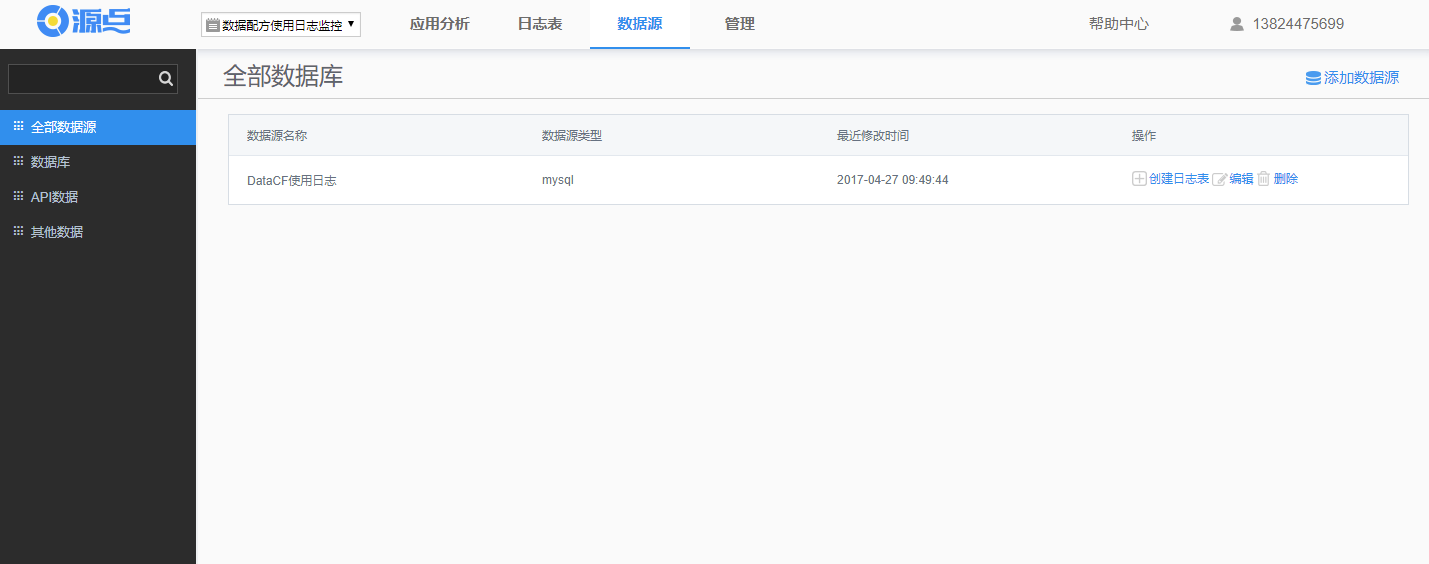 源点
数据配方使用日志监控
应用分析
日志表
数据源
管理
帮助中心
13824475699
全部数据源
数据库
API数据
其他数据
全部数据库
添加数据源
数据源名称 数据源类型 最近修改时间 操作
DataCF使用日志 mysql 2017-04-27 09:49:44 创建日志表 编辑 删除